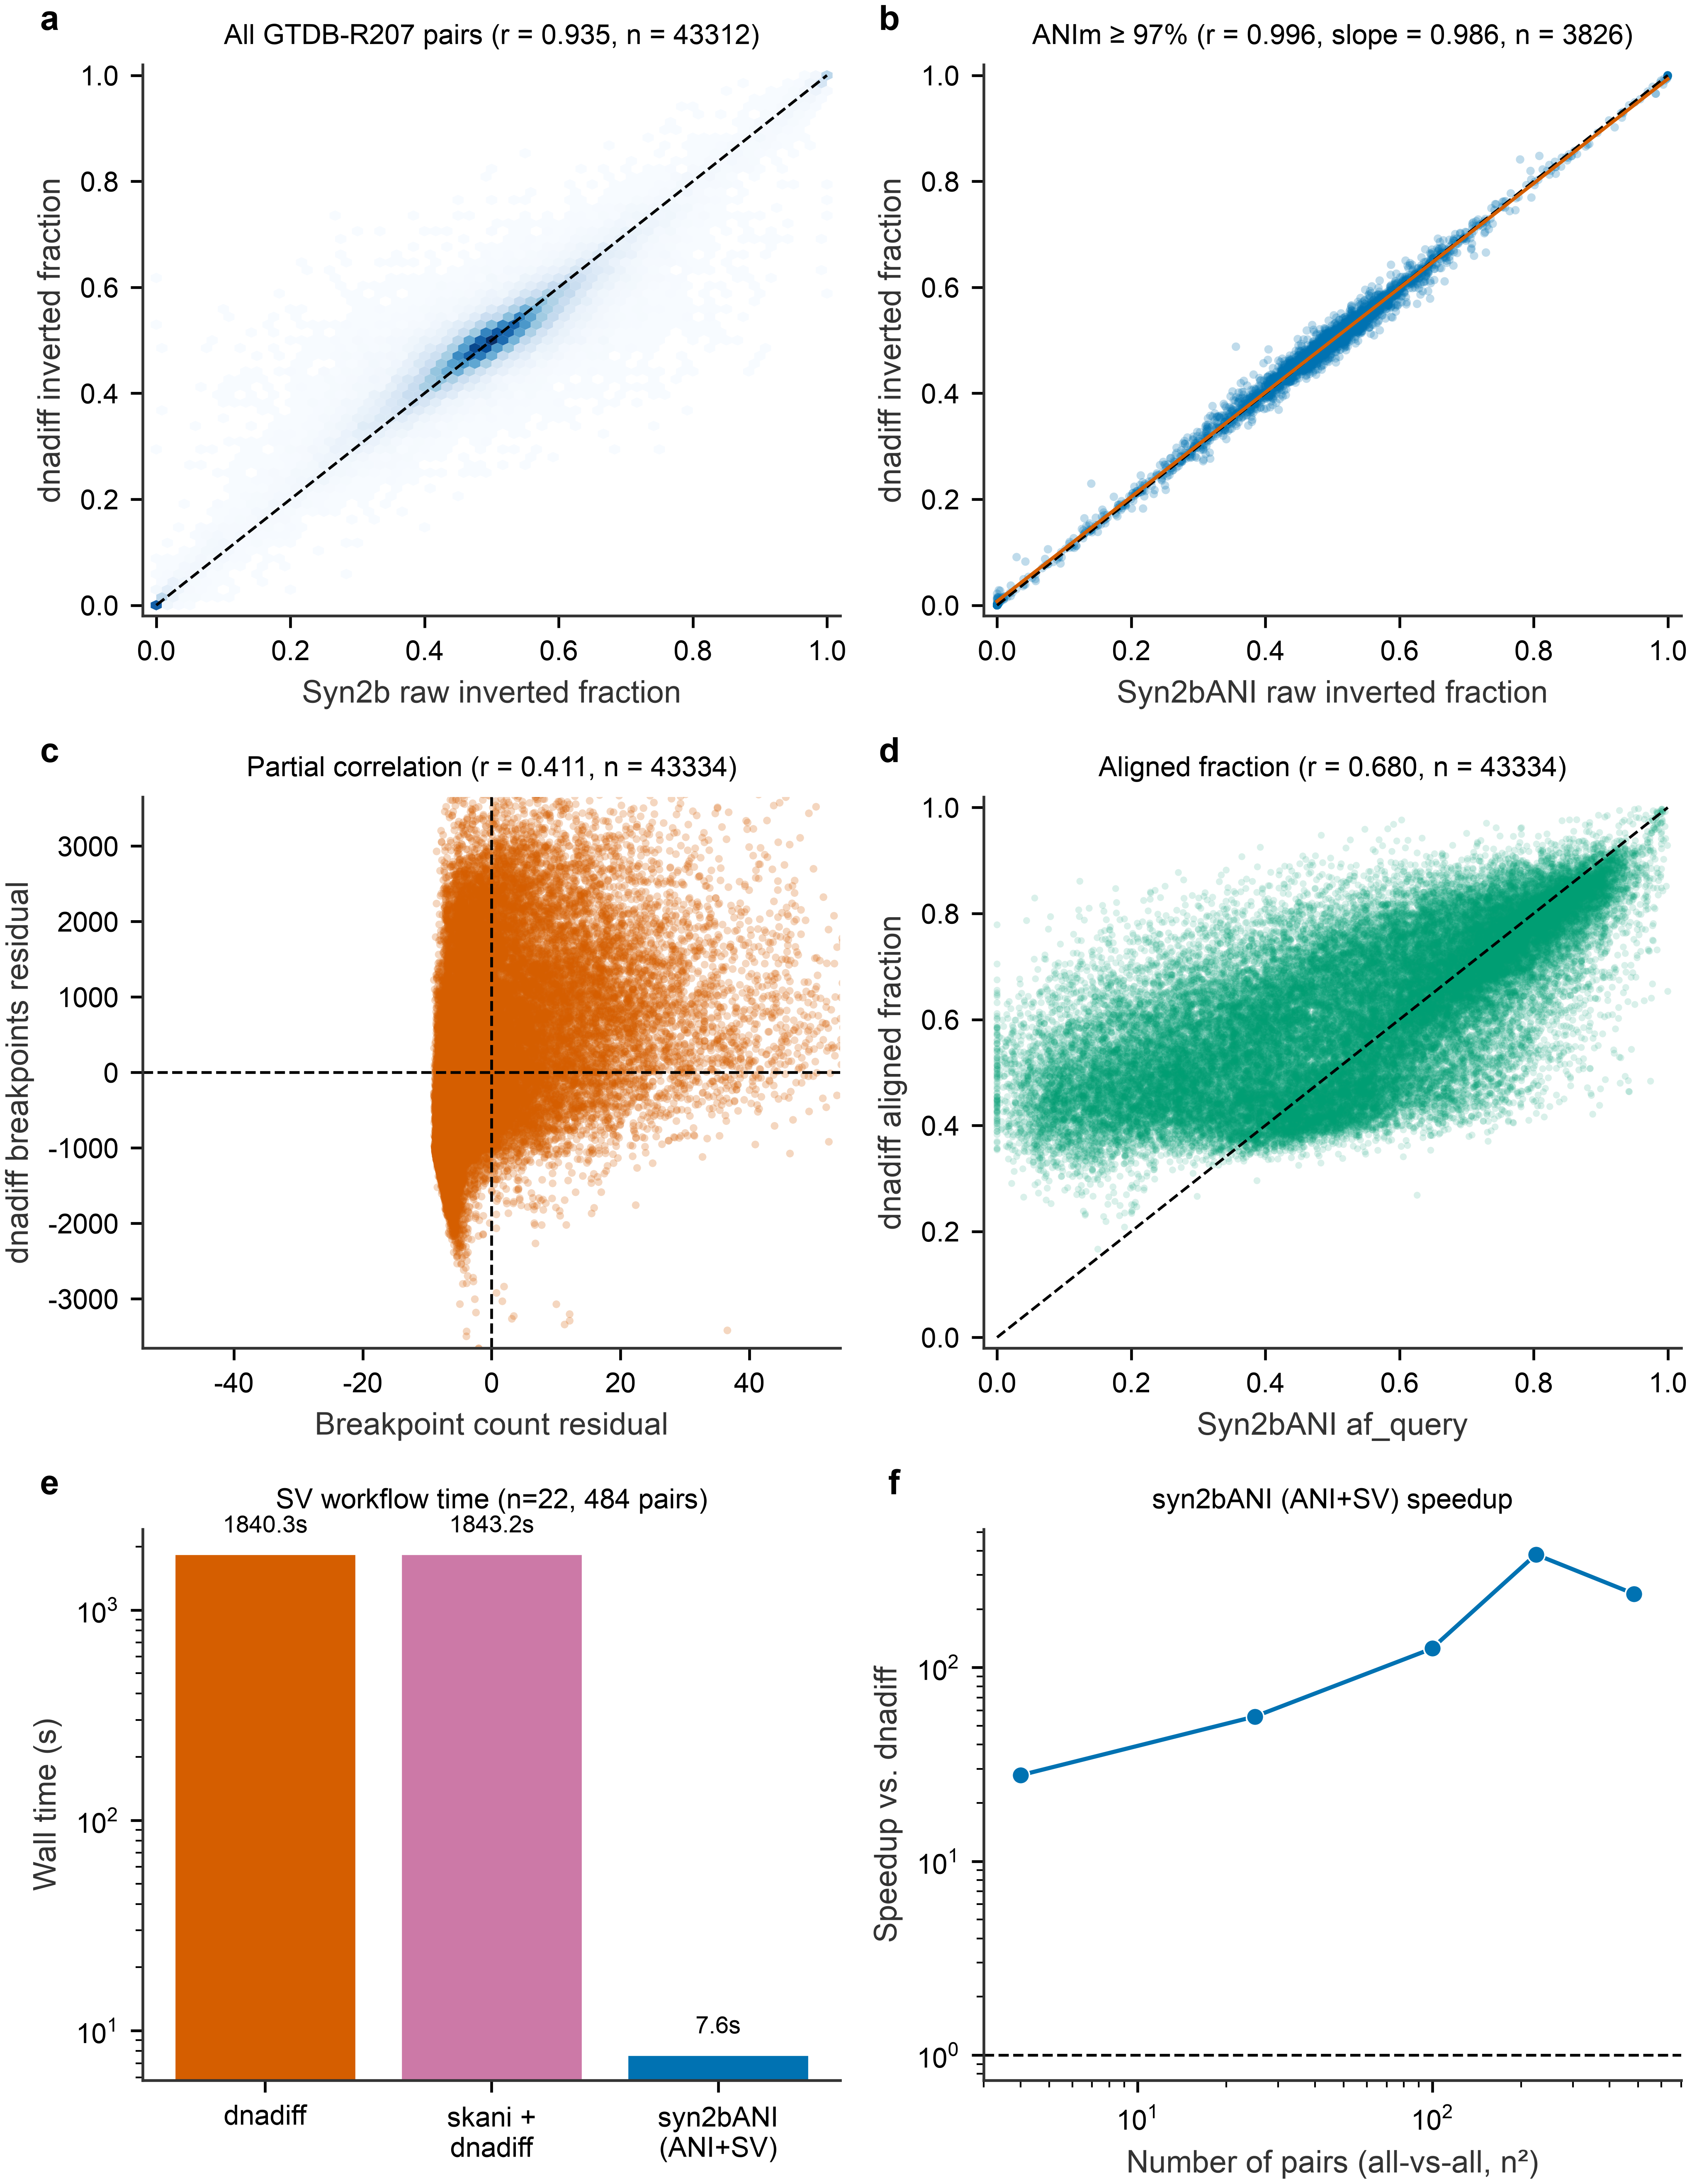 a
All GTDB-R207 pairs (r = 0.935, n = 43312)
1.0
0.8
0.6
0.4
0.2
0.0
dnadiff inverted fraction
0.0 0.2 0.4 0.6 0.8 1.0
Syn2b raw inverted fraction
b
ANIm ≥ 97% (r = 0.996, slope = 0.986, n = 3826)
1.0
0.8
0.6
0.4
0.2
0.0
dnadiff inverted fraction
0.0 0.2 0.4 0.6 0.8 1.0
Syn2bANI raw inverted fraction
c
Partial correlation (r = 0.411, n = 43334)
3000
2000
1000
0
-1000
-2000
-3000
dnadiff breakpoints residual
-40 -20 0 20 40
Breakpoint count residual
d
Aligned fraction (r = 0.680, n = 43334)
1.0
0.8
0.6
0.4
0.2
0.0
dnadiff aligned fraction
0.0 0.2 0.4 0.6 0.8 1.0
Syn2bANI af_query
e
SV workflow time (n=22, 484 pairs)
1840.3s 1843.2s
7.6s
10³
10²
10¹
Wall time (s)
dnadiff
skani +
dnadiff
syn2bANI
(ANI+SV)
f
syn2bANI (ANI+SV) speedup
10²
10¹
10⁰
Speedup vs. dnadiff
10¹ 10²
Number of pairs (all-vs-all, n²)